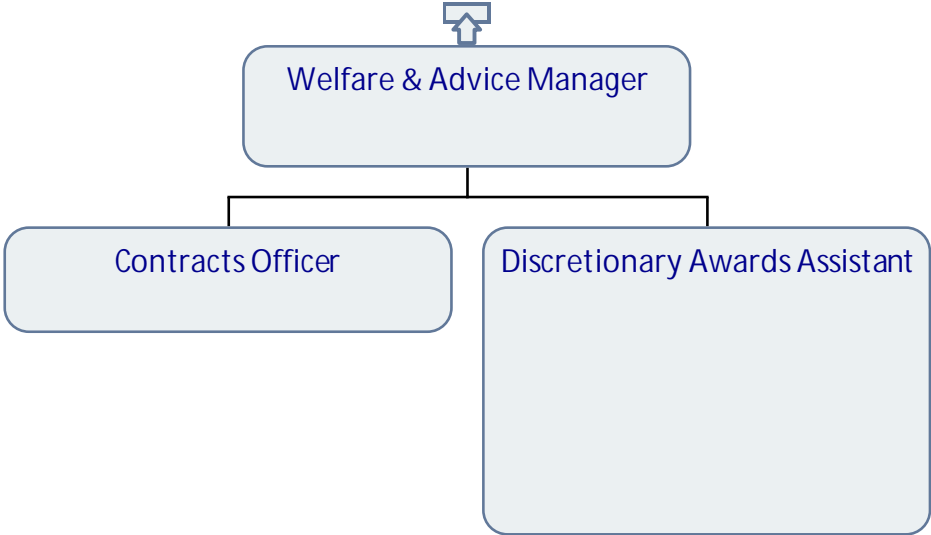 Welfare & Advice Manager
Contracts Officer
Discretionary Awards Assistant